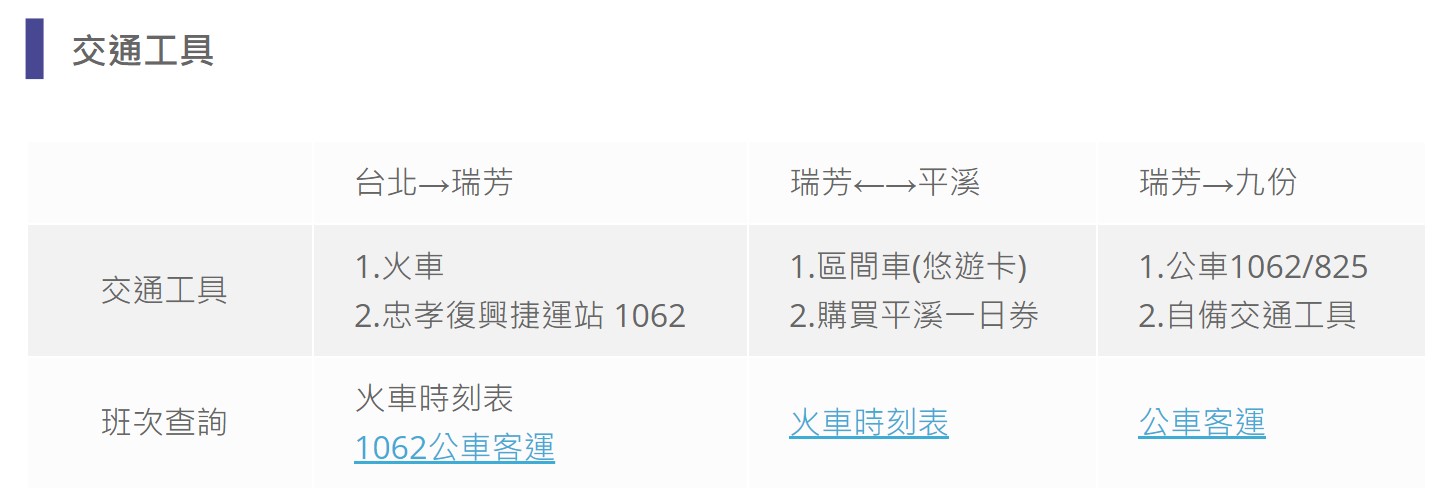 交通工具
台北→瑞芳
瑞芳←→平溪
瑞芳→九份
交通工具
1.火車
2.忠孝復興捷運站 1062
1.區間車(悠遊卡)
2.購買平溪一日券
1.公車1062/825
2.自備交通工具
班次查詢
火車時刻表
1062公車客運
火車時刻表
公車客運